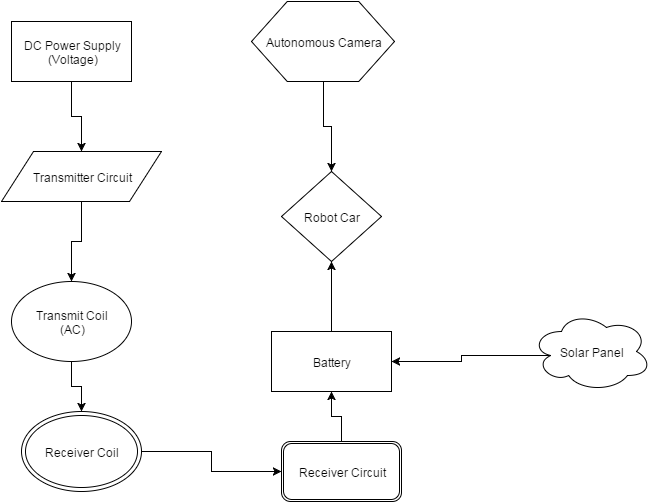 DC Power Supply
(Voltage)
Autonomous Camera
Transmitter Circuit
Robot Car
Transmit Coil
(AC)
Battery
Solar Panel
Receiver Coil
Receiver Circuit